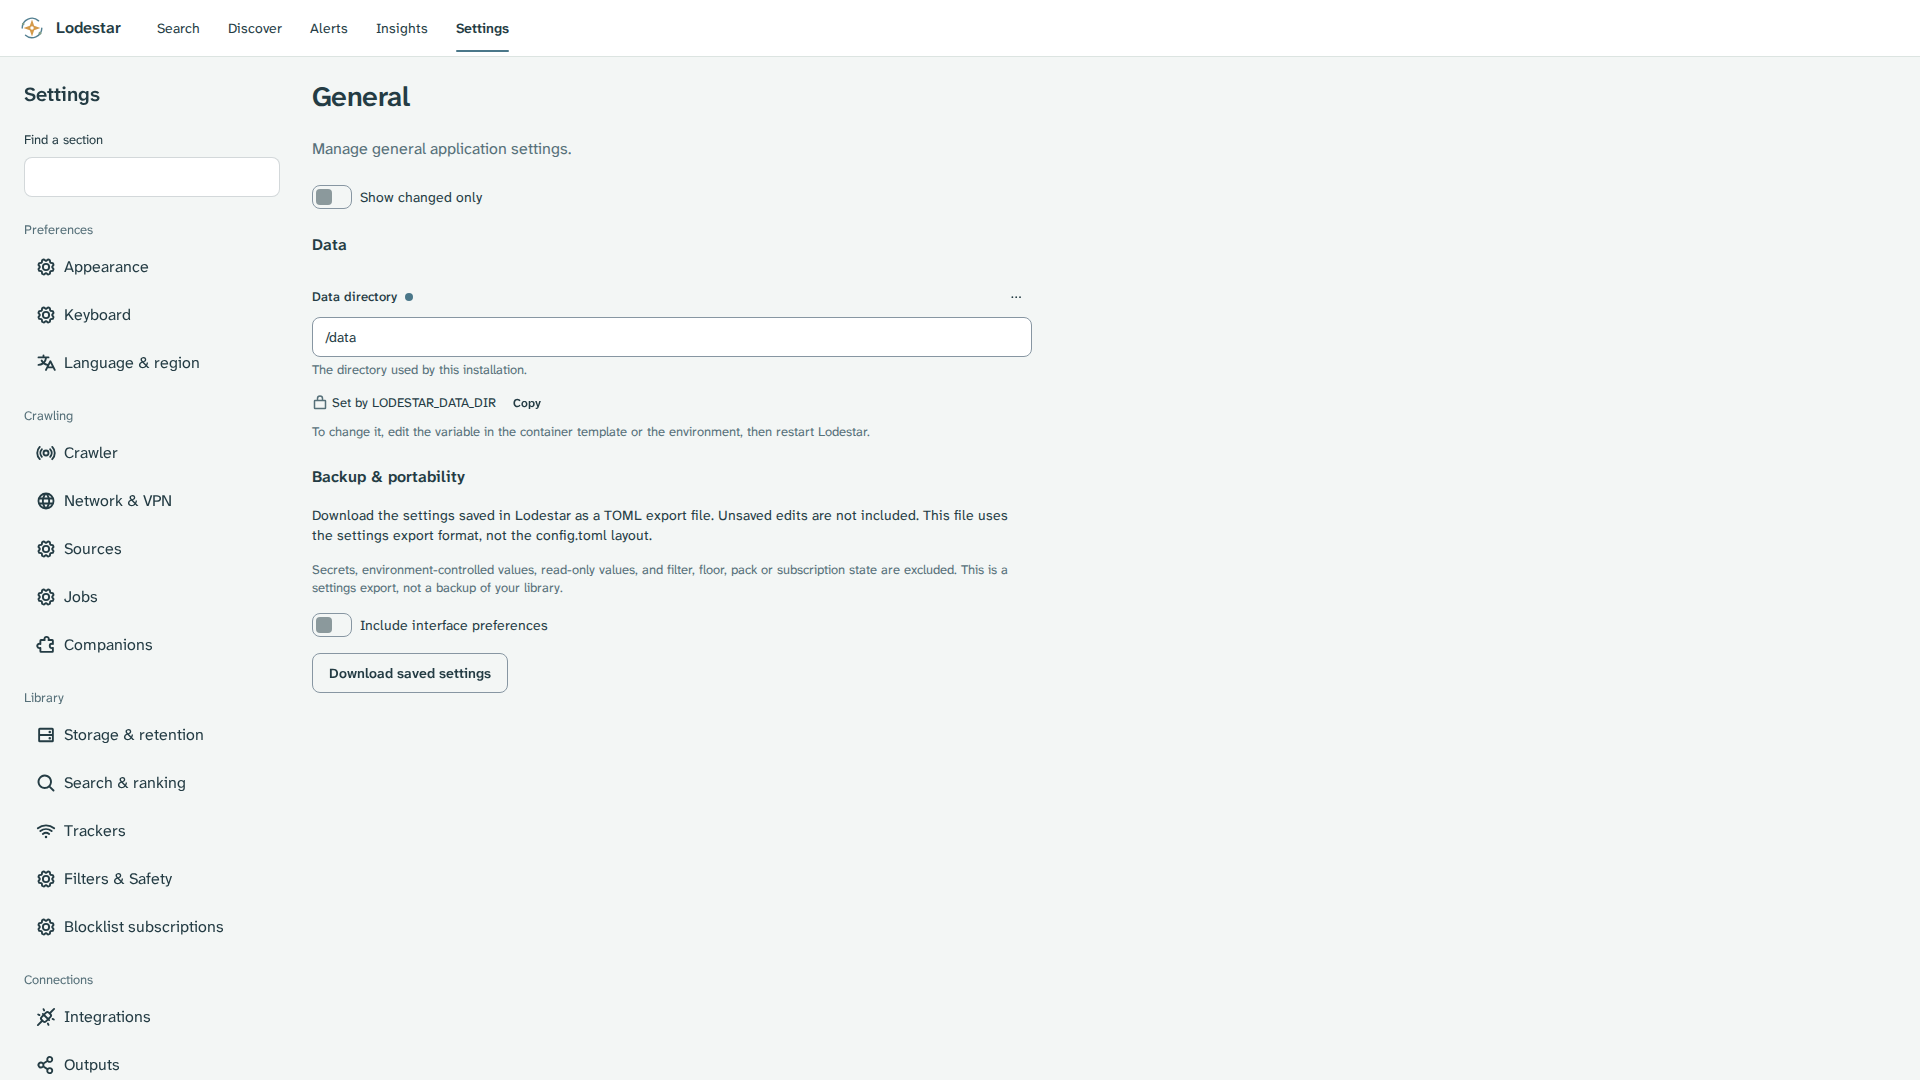 Lodestar
Search
Discover
Alerts
Insights
Settings
Settings
Find a section
Preferences
Appearance
Keyboard
Language & region
Crawling
Crawler
Network & VPN
Sources
Jobs
Companions
Library
Storage & retention
Search & ranking
Trackers
Filters & Safety
Blocklist subscriptions
Connections
Integrations
Outputs
General
Manage general application settings.
Show changed only
Data
Data directory
...
/data
The directory used by this installation.
Set by LODESTAR_DATA_DIR Copy
To change it, edit the variable in the container template or the environment, then restart Lodestar.
Backup & portability
Download the settings saved in Lodestar as a TOML export file. Unsaved edits are not included. This file uses
the settings export format, not the config.toml layout.
Secrets, environment-controlled values, read-only values, and filter, floor, pack or subscription state are excluded. This is a
settings export, not a backup of your library.
Include interface preferences
Download saved settings